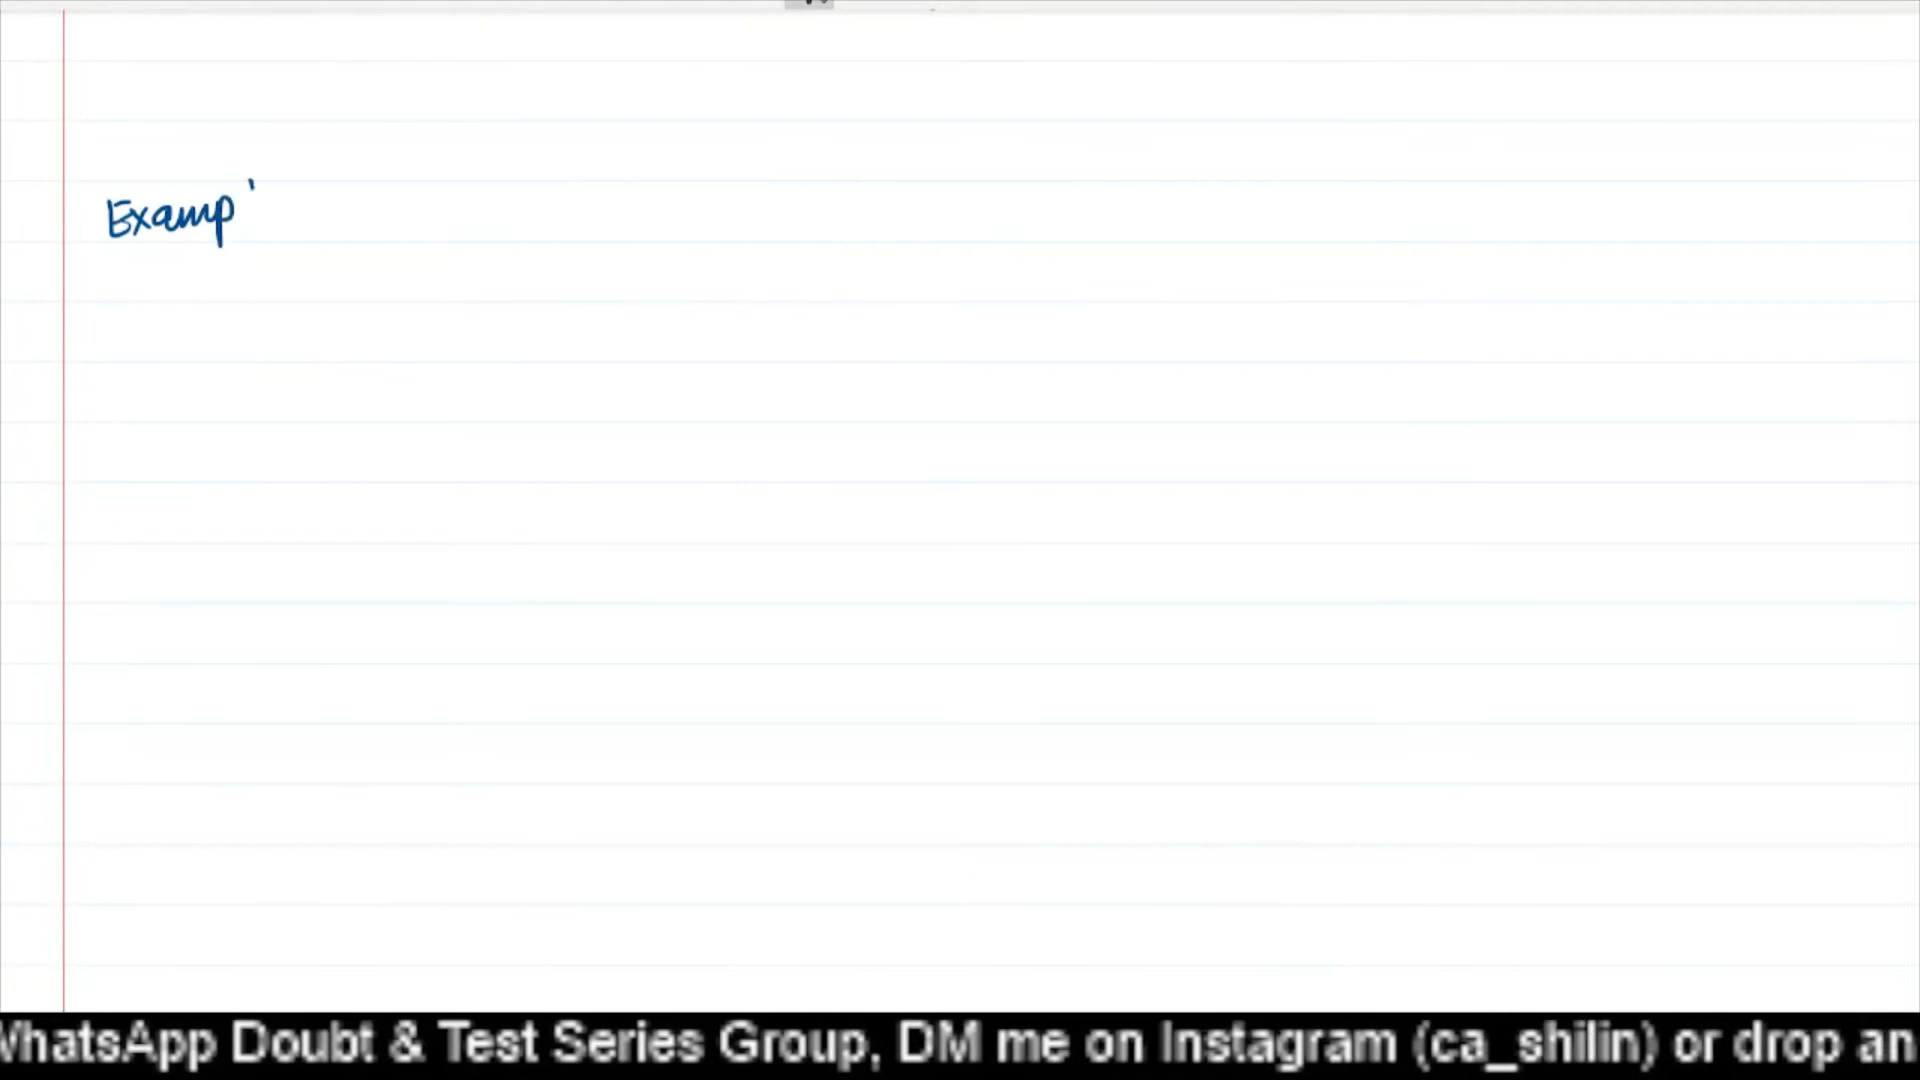 Examp
WhatsApp Doubt & Test Series Group, DM me on Instagram (ca_shilin) or drop an